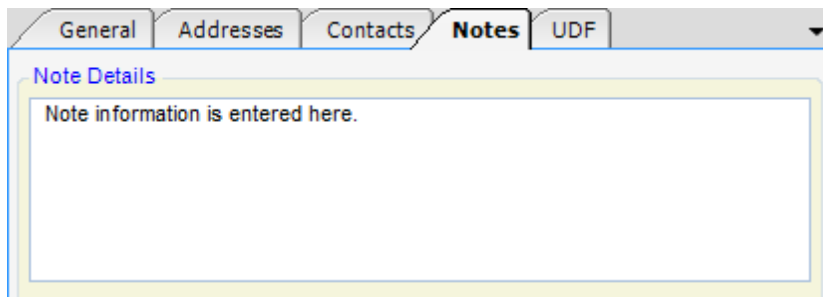 General Addresses Contacts Notes UDF
Note Details
Note information is entered here.